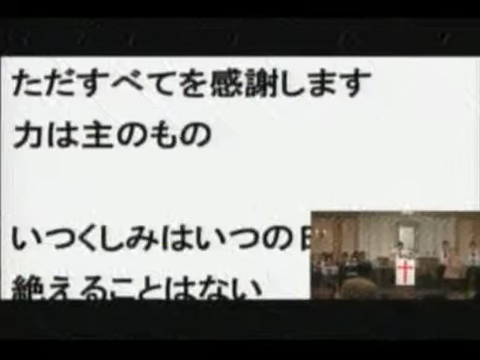 ただすべてを感謝します
力は主のもの
いつくしみはいつの
絶えることはない